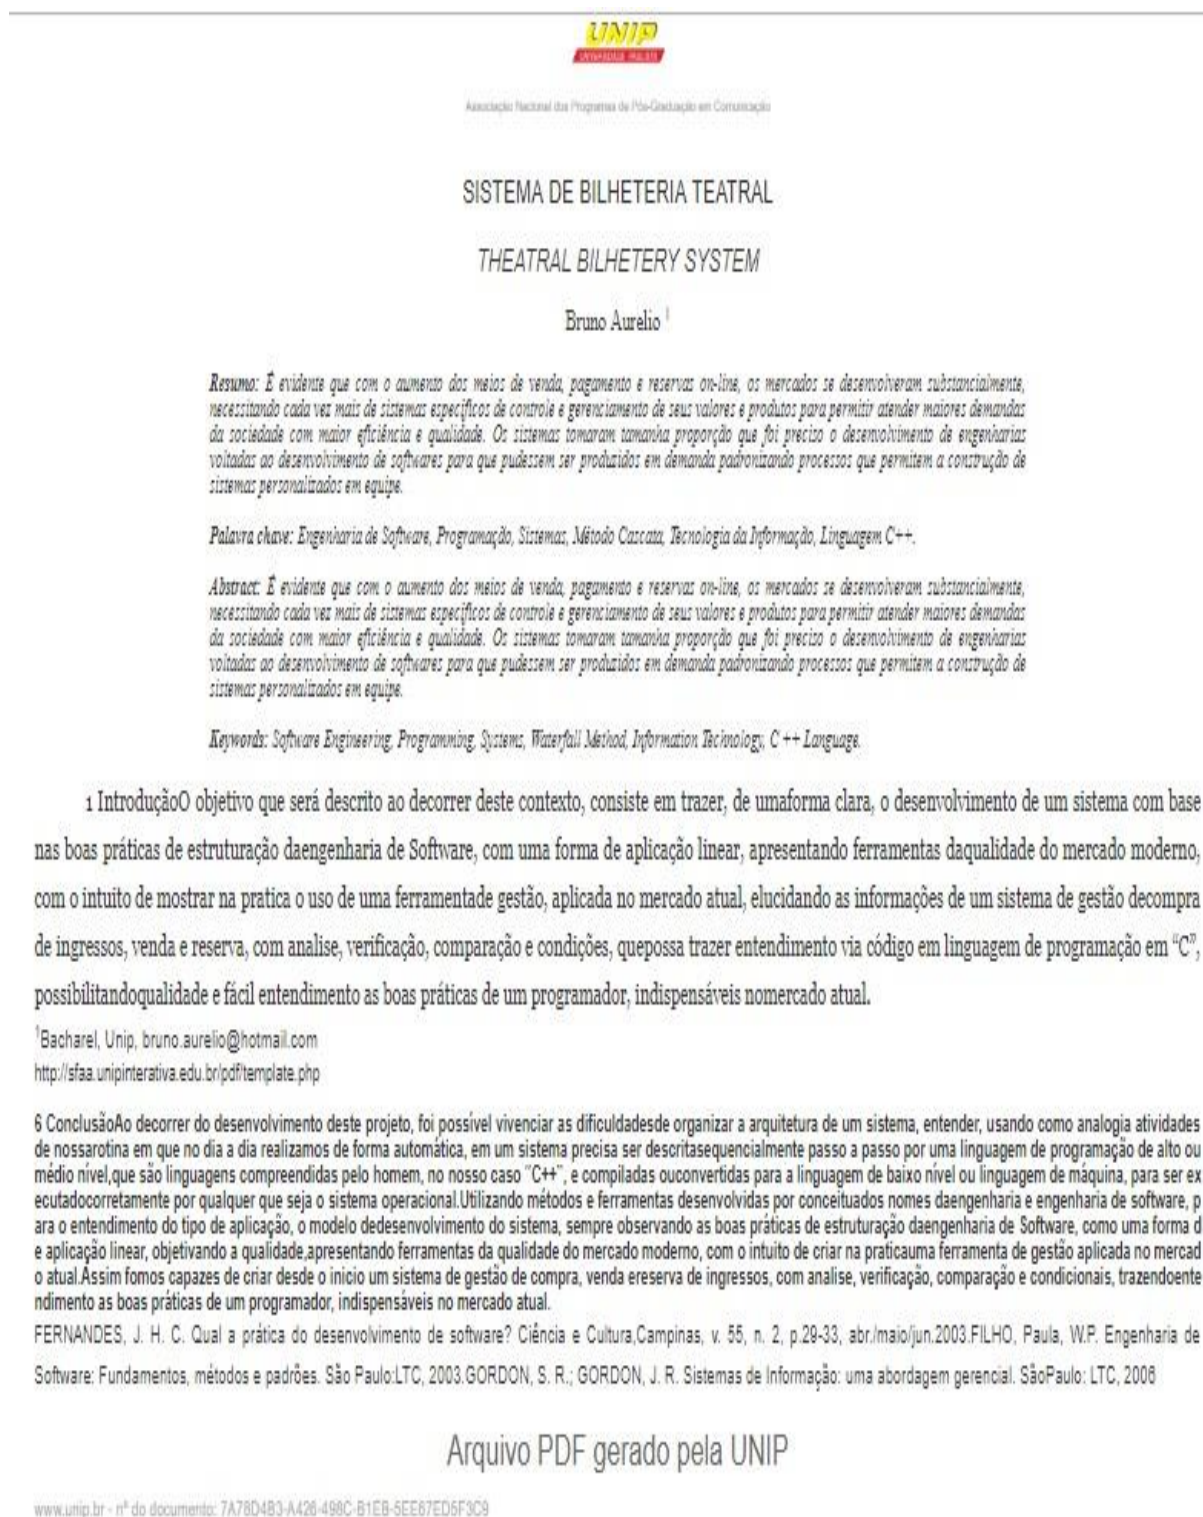 UNIP
UNIVERSIDADE PAULISTA
Associação Nacional dos Programas de Pós-Graduação em Comunicação
SISTEMA DE BILHETERIA TEATRAL
THEATRAL BILHETERY SYSTEM
Bruno Aurelio 1
Resumo: É evidente que com o aumento dos meios de venda, pagamento e reservas on-line, os mercados se desenvolveram substancialmente,
necessitando cada vez mais de sistemas específicos de controle e gerenciamento de seus valores e produtos para permitir atender maiores demandas
da sociedade com maior eficiência e qualidade. Os sistemas tomaram tamanha proporção que foi preciso o desenvolvimento de engenharias
voltadas ao desenvolvimento de softwares para que pudessem ser produzidos em demanda padronizando processos que permitem a construção de
sistemas personalizados em equipe.
Palavra chave: Engenharia de Software, Programação, Sistemas, Método Cascata, Tecnologia da Informação, Linguagem C++.
Abstract: É evidente que com o aumento dos meios de venda, pagamento e reservas on-line, os mercados se desenvolveram substancialmente,
necessitando cada vez mais de sistemas específicos de controle e gerenciamento de seus valores e produtos para permitir atender maiores demandas
da sociedade com maior eficiência e qualidade. Os sistemas tomaram tamanha proporção que foi preciso o desenvolvimento de engenharias
voltadas ao desenvolvimento de softwares para que pudessem ser produzidos em demanda padronizando processos que permitem a construção de
sistemas personalizados em equipe.
Keywords: Software Engineering, Programming, Systems, Waterfall Method, Information Technology, C ++ Language.
1 IntroduçãoO objetivo que será descrito ao decorrer deste contexto, consiste em trazer, de umaforma clara, o desenvolvimento de um sistema com base
nas boas práticas de estruturação daengenharia de Software, com uma forma de aplicação linear, apresentando ferramentas daqualidade do mercado moderno,
com o intuito de mostrar na pratica o uso de uma ferramentade gestão, aplicada no mercado atual, elucidando as informações de um sistema de gestão decompra
de ingressos, venda e reserva, com analise, verificação, comparação e condições, quepossa trazer entendimento via código em linguagem de programação em “C”,
possibilitandoqualidade e fácil entendimento as boas práticas de um programador, indispensáveis nomercado atual.
1Bacharel, Unip, bruno.aurelio@hotmail.com
http://sfaa.unipinterativa.edu.br/pdf/template.php
6 ConclusãoAo decorrer do desenvolvimento deste projeto, foi possível vivenciar as dificuldadesde organizar a arquitetura de um sistema, entender, usando como analogia atividades
de nossarotina em que no dia a dia realizamos de forma automática, em um sistema precisa ser descritasequencialmente passo a passo por uma linguagem de programação de alto ou
médio nível,que são linguagens compreendidas pelo homem, no nosso caso “C++”, e compiladas ouconvertidas para a linguagem de baixo nível ou linguagem de máquina, para ser ex
ecutadocorretamente por qualquer que seja o sistema operacional.Utilizando métodos e ferramentas desenvolvidas por conceituados nomes daengenharia e engenharia de software, p
ara o entendimento do tipo de aplicação, o modelo dedesenvolvimento do sistema, sempre observando as boas práticas de estruturação daengenharia de Software, como uma forma d
e aplicação linear, objetivando a qualidade,apresentando ferramentas da qualidade do mercado moderno, com o intuito de criar na praticauma ferramenta de gestão aplicada no mercad
o atual.Assim fomos capazes de criar desde o inicio um sistema de gestão de compra, venda ereserva de ingressos, com analise, verificação, comparação e condicionais, trazendoente
ndimento as boas práticas de um programador, indispensáveis no mercado atual.
FERNANDES, J. H. C. Qual a prática do desenvolvimento de software? Ciência e Cultura,Campinas, v. 55, n. 2, p.29-33, abr./maio/jun.2003.FILHO, Paula, W.P. Engenharia de
Software: Fundamentos, métodos e padrões. São Paulo:LTC, 2003.GORDON, S. R.; GORDON, J. R. Sistemas de Informação: uma abordagem gerencial. SãoPaulo: LTC, 2006
Arquivo PDF gerado pela UNIP
www.unip.br - nº do documento: 7A78D4B3-A426-498C-B1EB-5EE67ED5F3C9